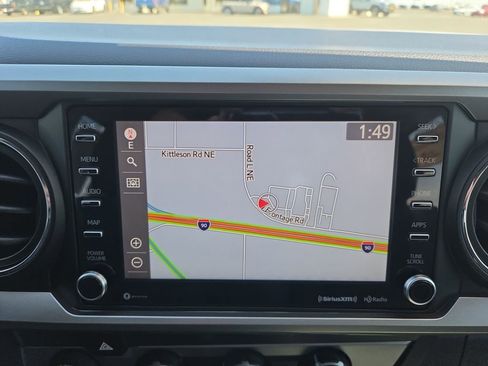 HOME
MENU
AUDIO
MAP
POWER
VOLUME
N
E
Kittleson Rd NE
Road L NE
1:49
Frontage Rd
90
90
SiriusXM
HD Radio
SEEK>
<TRACK
PHONE
APPS
TUNE
SCROLL